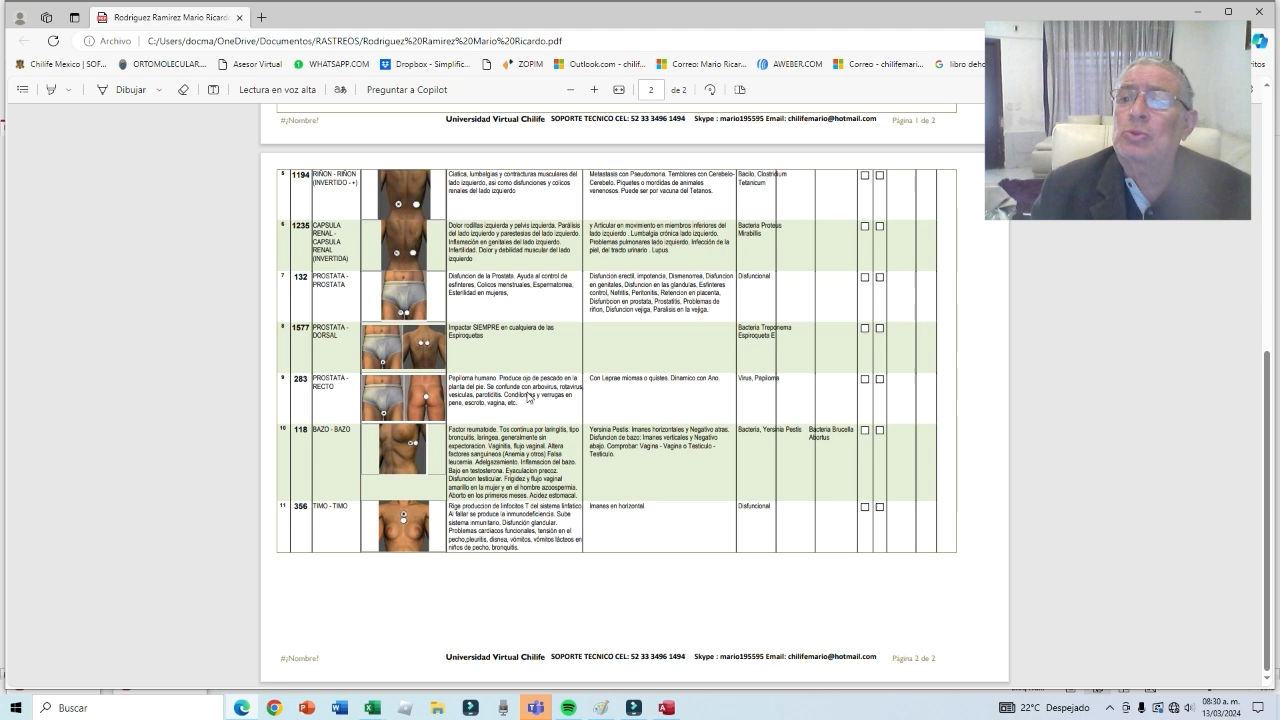 Rodriguez Ramirez Mario Ricardo
Archivo C:/Users/docma/OneDrive/Documentos/RASTREOS/Rodriguez%20Ramirez%20Mario%20Ricardo.pdf
Chilife Mexico | SOF... ORTOMOLECULAR... Asesor Virtual WHATSAPP.COM Dropbox - Simplific... ZOPIM Outlook.com - chilif... Correo: Mario Ricar... AWEBER.COM Correo - chilifemari... libro deho
Dibujar Lectura en voz alta aあ Preguntar a Copilot 2 de 2
#¡Nombre? Universidad Virtual Chilife SOPORTE TECNICO CEL: 52 33 3496 1494 Skype : mario195595 Email: chilifemario@hotmail.com Página 1 de 2
5 1194 RIÑON - RIÑON
(INVERTIDO - +)
Ciatica, lumbalgias y contracturas musculares del
lado izquierdo, asi como disfunciones y colicos
renales del lado izquierdo
Metastasis con Pseudomona. Temblores con Cerebelo-
Cerebelo. Piquetes o mordidas de animales
venenosos. Puede ser por vacuna del Tetanos.
Bacilo, Clostridium
Tetanicum
6 1235 CAPSULA
RENAL -
CAPSULA
RENAL
(INVERTIDA)
Dolor rodillas izquierda y pelvis izquierda. Parálisis
del lado izquierdo y parestesias del lado izquierdo.
Inflamación en genitales del lado izquierdo.
Infertilidad. Dolor y debilidad muscular del lado
izquierdo
y Articular en movimiento en miembros inferiores del
lado izquierdo . Lumbalgia crónica lado izquierdo.
Problemas pulmonares lado izquierdo. Infección de la
piel, del tracto urinario . Lupus.
Bacteria Proteus
Mirabillis
7 132 PROSTATA -
PROSTATA
Disfuncion de la Prostata. Ayuda al control de
esfinteres, Colicos menstruales, Espermatorrea,
Esterilidad en mujeres,
Disfuncion erectil, impotencia, Dismenorrea, Disfuncion
en genitales, Disfuncion en las glandulas, Esfinteres
control, Nefritis, Peritonitis, Retencion en placenta,
Disfuncion en prostata, Prostatitis, Problemas de
riñon, Disfuncion vejiga, Paralisis en la vejiga.
Disfuncional
8 1577 PROSTATA -
DORSAL
Impactar SIEMPRE en cualquiera de las
Espiroquetas
Bacteria Treponema
Espiroqueta E
9 283 PROSTATA -
RECTO
Papiloma humano. Produce ojo de pescado en la
planta del pie. Se confunde con arbovirus, rotavirus,
vesiculas, parotiditis. Condilomas y verrugas en
pene, escroto, vagina, etc.
Con Leprae miomas o quistes. Dinamico con Ano.
Virus, Papiloma
10 118 BAZO - BAZO
Factor reumatoide. Tos continua por laringitis, tipo
bronquitis, laringea, generalmente sin
expectoracion. Vaginitis, flujo vaginal. Altera
factores sanguineos (Anemia y otros) Falsa
leucemia. Adelgazamiento. Inflamacion del bazo.
Bajo en testosterona. Eyaculacion precoz.
Disfuncion testicular. Frigidez y flujo vaginal
amarillo en la mujer y en el hombre azoospermia.
Aborto en los primeros meses. Acidez estomacal.
Yersinia Pestis: Imanes horizontales y Negativo atras.
Disfuncion de bazo: Imanes verticales y Negativo
abajo. Comprobar: Vagina - Vagina o Testiculo -
Testiculo.
Bacteria, Yersinia Pestis
Bacteria Brucella
Abortus
11 356 TIMO - TIMO
Rige produccion de linfocitos T del sistema linfatico.
Al fallar se produce la inmunodeficiencia. Sube
sistema inmunitario. Disfunción glandular.
Problemas cardiacos funcionales, tensión en el
pecho,pleuritis, disnea, vómitos, vómitos lácteos en
niños de pecho, bronquitis.
Imanes en horizontal
Disfuncional
#¡Nombre? Universidad Virtual Chilife SOPORTE TECNICO CEL: 52 33 3496 1494 Skype : mario195595 Email: chilifemario@hotmail.com Página 2 de 2
Buscar 22°C Despejado 08:30 a. m.
13/03/2024